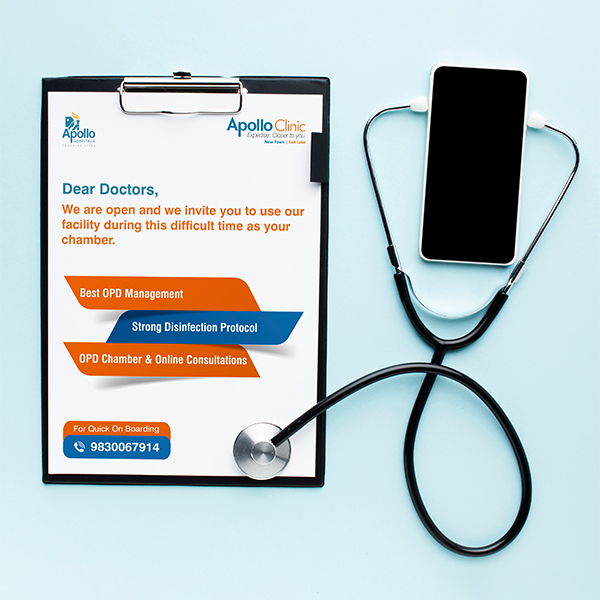 Apollo
HOSPITALS
TOUCHING LIVES
Apollo Clinic
Expertise. Closer to you.
New Town | Salt Lake
Dear Doctors,
We are open and we invite you to use our
facility during this difficult time as your
chamber.
Best OPD Management
Strong Disinfection Protocol
OPD Chamber & Online Consultations
For Quick On Boarding
9830067914